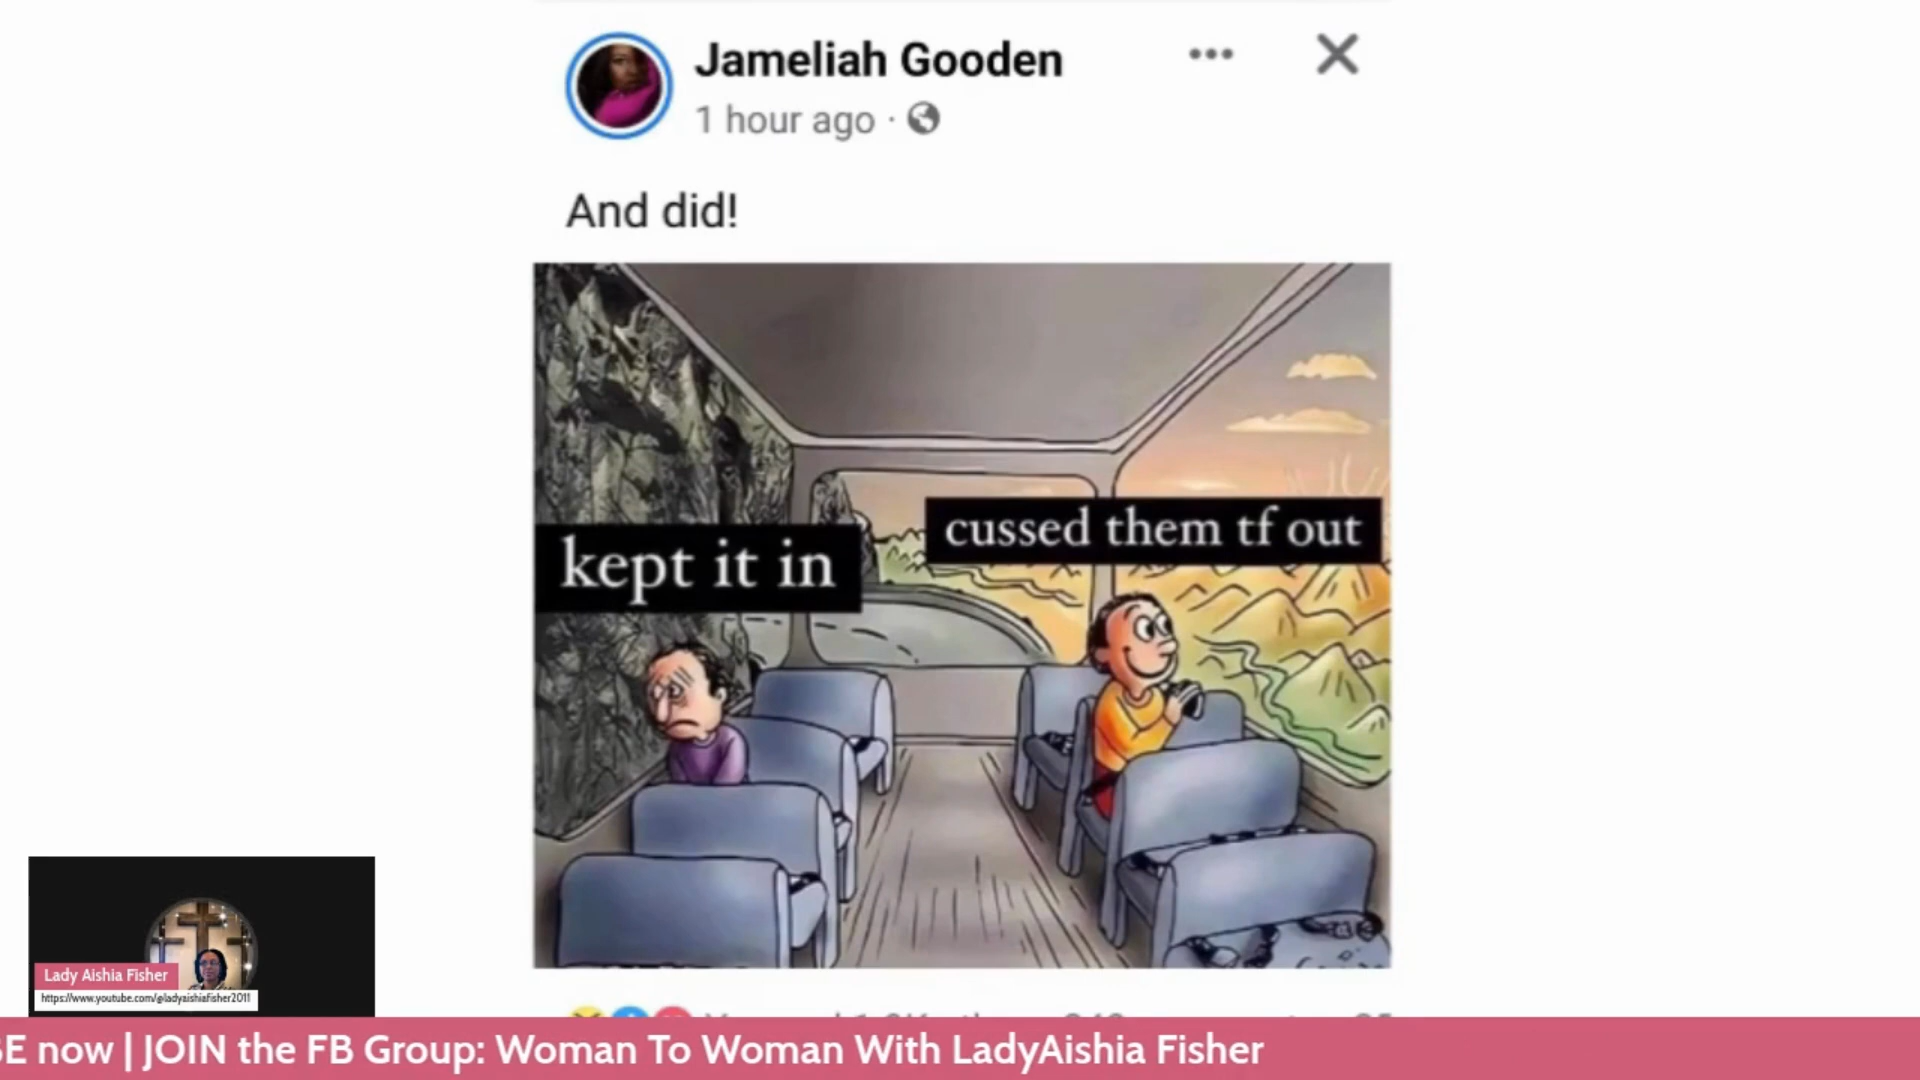 Jameliah Gooden
1 hour ago ·
And did!
cussed them tf out
kept it in
Lady Aishia Fisher
https://www.youtube.com/@ladyaishiafisher2011
E now | JOIN the FB Group: Woman To Woman With LadyAishia Fisher